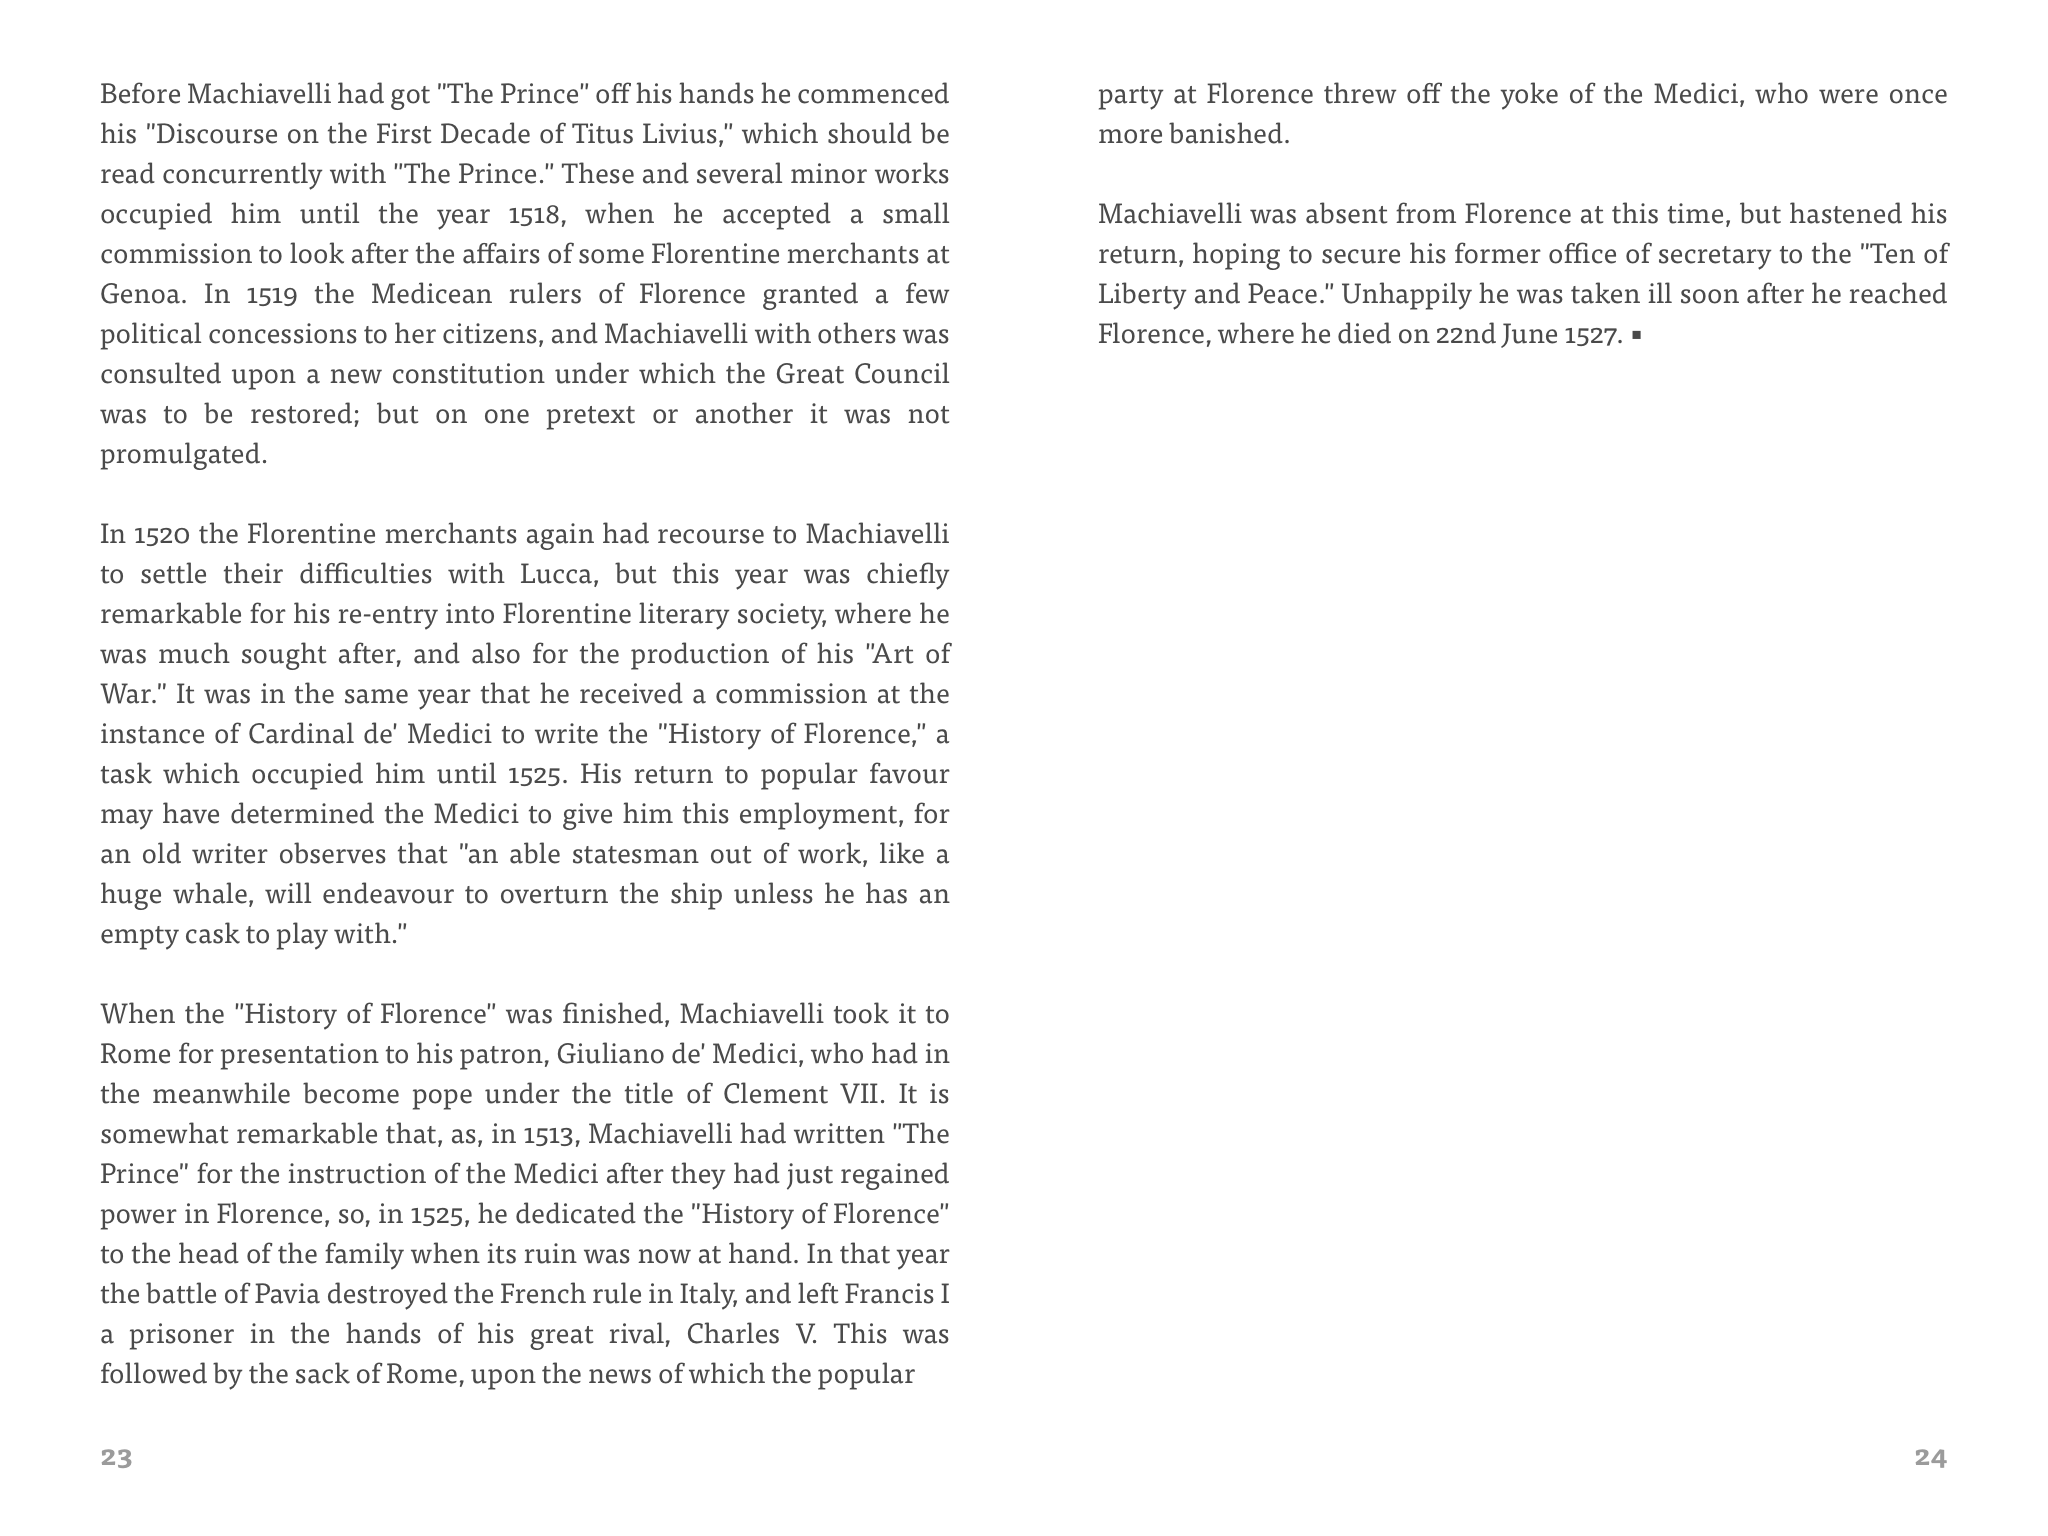 Before Machiavelli had got "The Prince" off his hands he commenced
his "Discourse on the First Decade of Titus Livius," which should be
read concurrently with "The Prince." These and several minor works
occupied him until the year 1518, when he accepted a small
commission to look after the affairs of some Florentine merchants at
Genoa. In 1519 the Medicean rulers of Florence granted a few
political concessions to her citizens, and Machiavelli with others was
consulted upon a new constitution under which the Great Council
was to be restored; but on one pretext or another it was not
promulgated.
In 1520 the Florentine merchants again had recourse to Machiavelli
to settle their difficulties with Lucca, but this year was chiefly
remarkable for his re-entry into Florentine literary society, where he
was much sought after, and also for the production of his "Art of
War." It was in the same year that he received a commission at the
instance of Cardinal de' Medici to write the "History of Florence," a
task which occupied him until 1525. His return to popular favour
may have determined the Medici to give him this employment, for
an old writer observes that "an able statesman out of work, like a
huge whale, will endeavour to overturn the ship unless he has an
empty cask to play with."
When the "History of Florence" was finished, Machiavelli took it to
Rome for presentation to his patron, Giuliano de' Medici, who had in
the meanwhile become pope under the title of Clement VII. It is
somewhat remarkable that, as, in 1513, Machiavelli had written "The
Prince" for the instruction of the Medici after they had just regained
power in Florence, so, in 1525, he dedicated the "History of Florence"
to the head of the family when its ruin was now at hand. In that year
the battle of Pavia destroyed the French rule in Italy, and left Francis I
a prisoner in the hands of his great rival, Charles V. This was
followed by the sack of Rome, upon the news of which the popular
23
party at Florence threw off the yoke of the Medici, who were once
more banished.
Machiavelli was absent from Florence at this time, but hastened his
return, hoping to secure his former office of secretary to the "Ten of
Liberty and Peace." Unhappily he was taken ill soon after he reached
Florence, where he died on 22nd June 1527. ▪
24